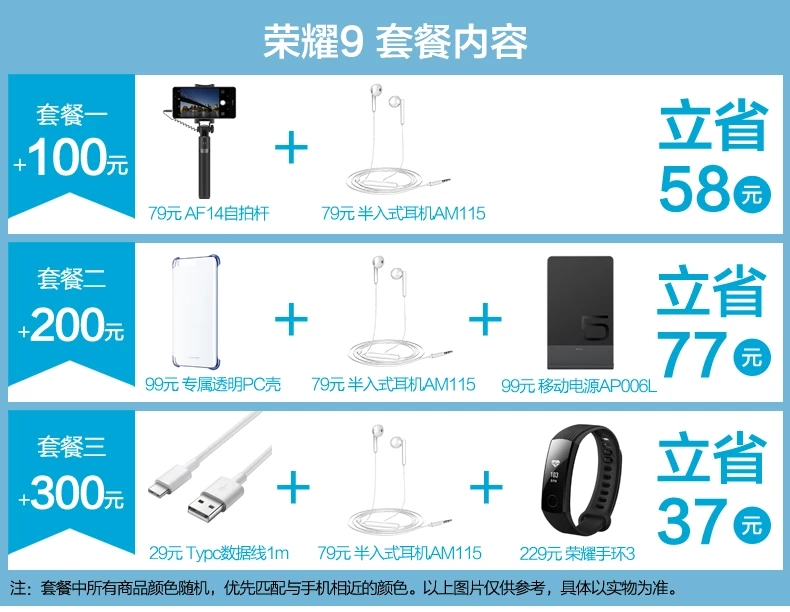 荣耀9 套餐内容
套餐一
+100元
79元 AF14自拍杆
+
79元 半入式耳机AM115
立省
58元
套餐二
+200元
99元 专属透明PC壳
+
79元 半入式耳机AM115
+
5
99元 移动电源AP006L
立省
77元
套餐三
+300元
29元 Typc数据线1m
+
79元 半入式耳机AM115
+
103
229元 荣耀手环3
立省
37元
注：套餐中所有商品颜色随机，优先匹配与手机相近的颜色。以上图片仅供参考，具体以实物为准。